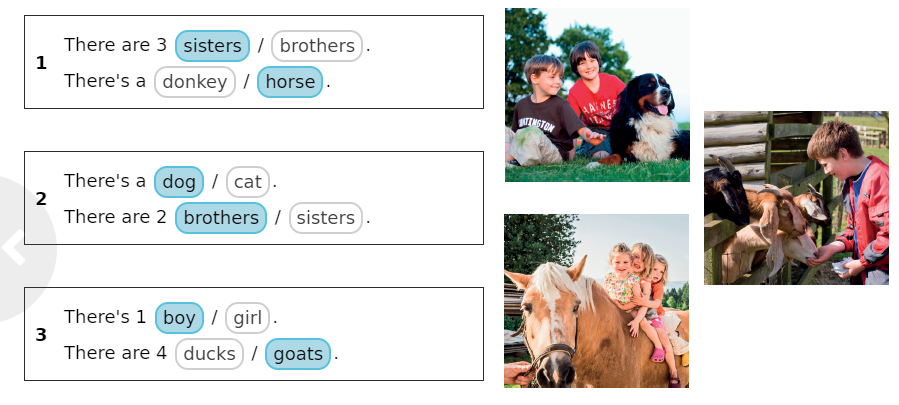 1
There are 3 sisters / brothers.
There's a donkey / horse.
2
There's a dog / cat.
There are 2 brothers / sisters.
3
There's 1 boy / girl.
There are 4 ducks / goats.